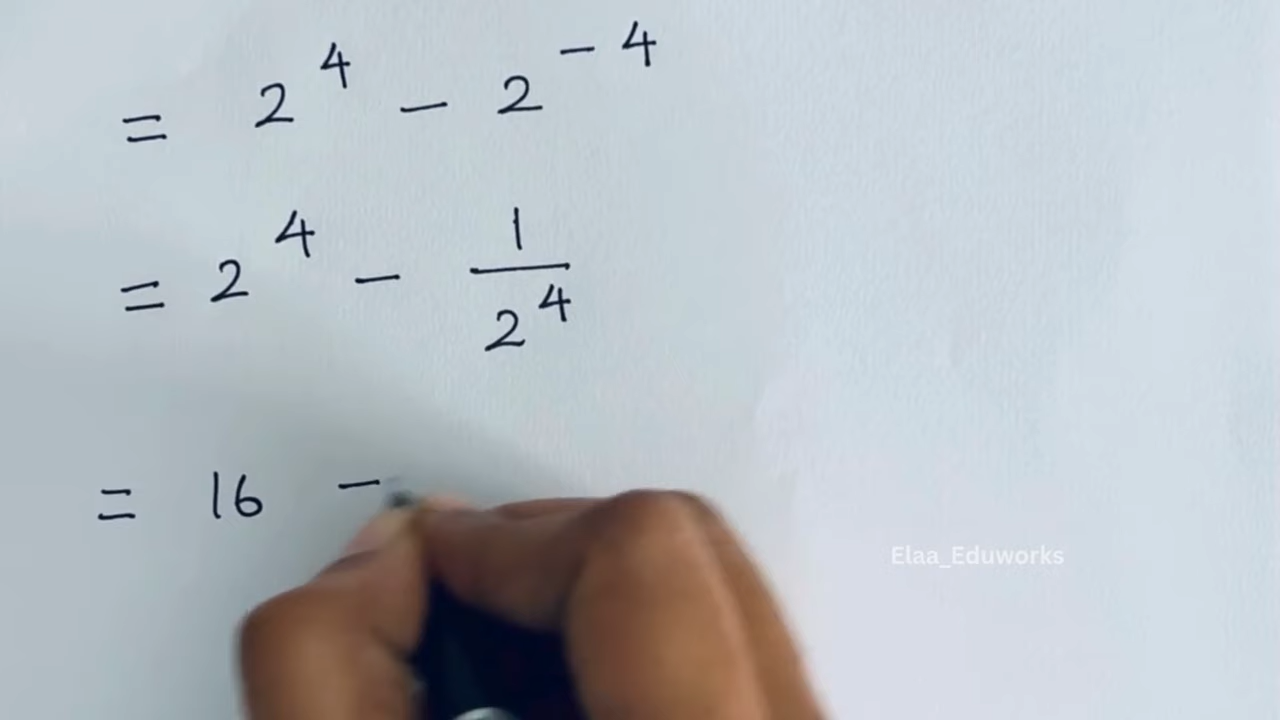 = 2⁴ - 2⁻⁴
= 2⁴ - 1/2⁴
= 16 -
Elaa_Eduworks